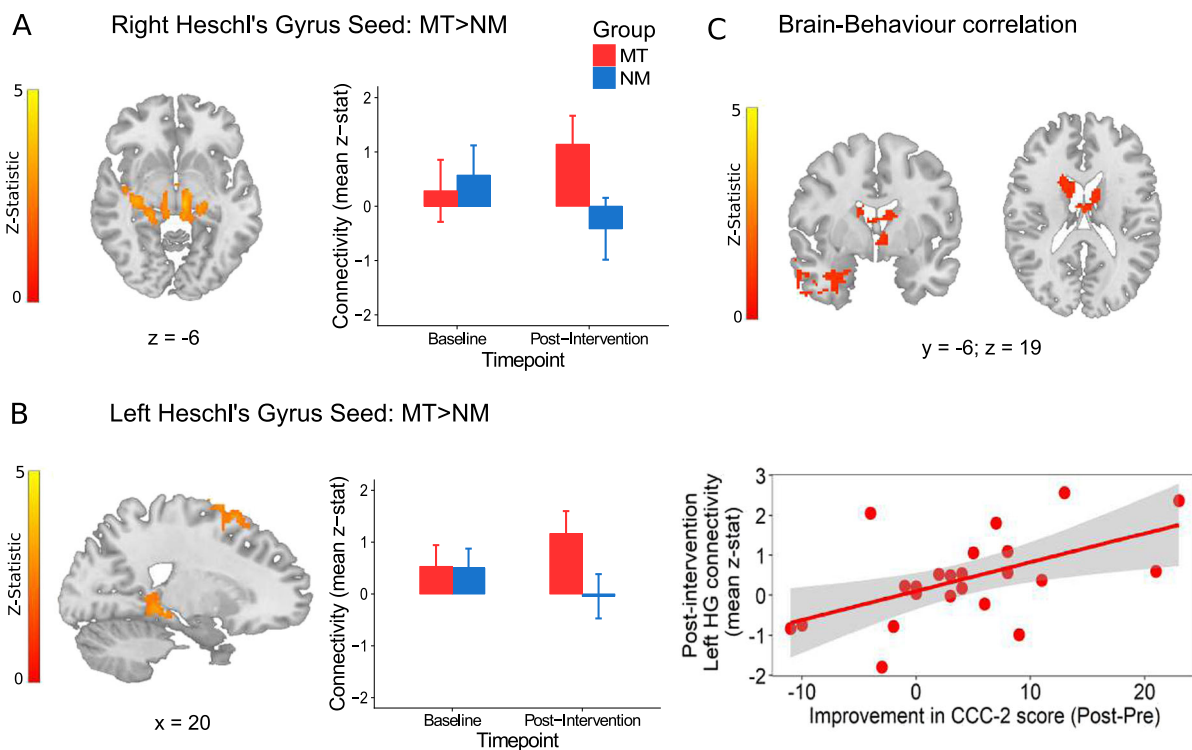 A
Right Heschl's Gyrus Seed: MT>NM
Group
MT
NM
5
Z-Statistic
0
z = -6
Connectivity (mean z-stat)
2
1
0
−1
−2
Baseline
Post−Intervention
Timepoint
B
Left Heschl's Gyrus Seed: MT>NM
5
Z-Statistic
0
x = 20
Connectivity (mean z-stat)
2
1
0
−1
−2
Baseline
Post−Intervention
Timepoint
C
Brain-Behaviour correlation
5
Z-Statistic
0
y = -6; z = 19
Post-intervention
Left HG connectivity
(mean z-stat)
3
2
1
0
-1
-2
-10
0
10
20
Improvement in CCC-2 score (Post-Pre)